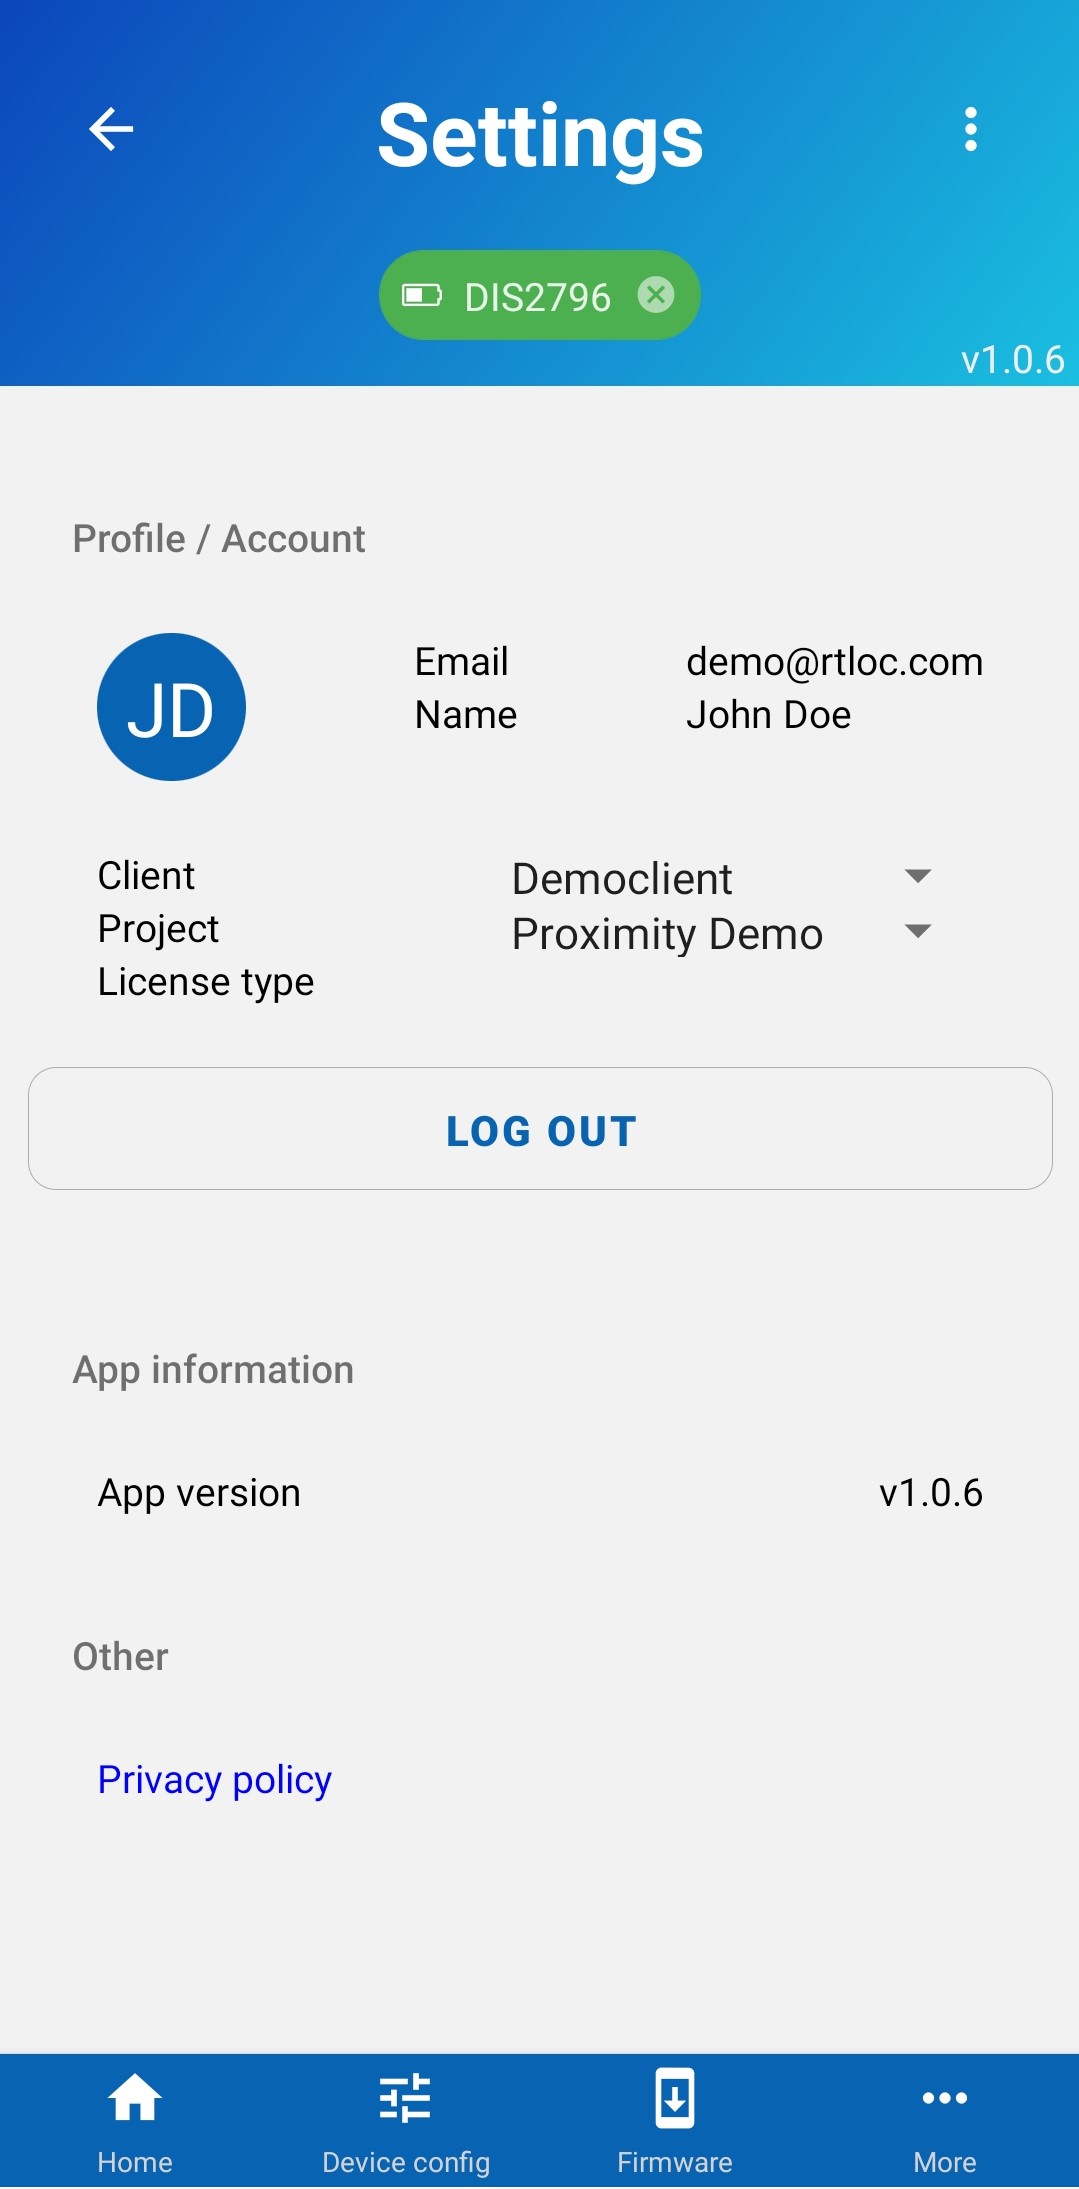 Settings
DIS2796
v1.0.6
Profile / Account
JD
Email demo@rtloc.com
Name John Doe
Client Democlient
Project Proximity Demo
License type
LOG OUT
App information
App version v1.0.6
Other
Privacy policy
Home Device config Firmware More